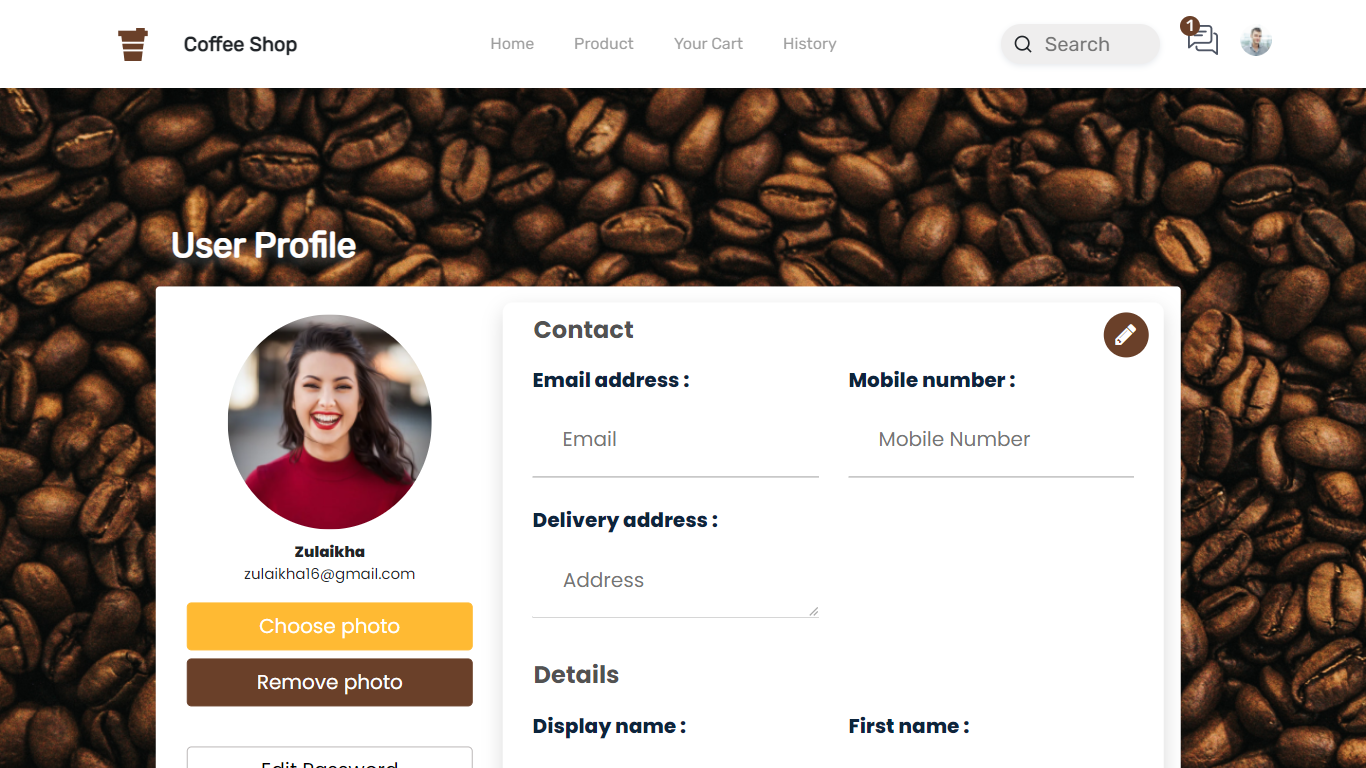 Coffee Shop
Home
Product
Your Cart
History
Search
1
User Profile
Zulaikha
zulaikha16@gmail.com
Choose photo
Remove photo
Edit Password
Contact
Email address :
Mobile number :
Email
Mobile Number
Delivery address :
Address
Details
Display name :
First name :